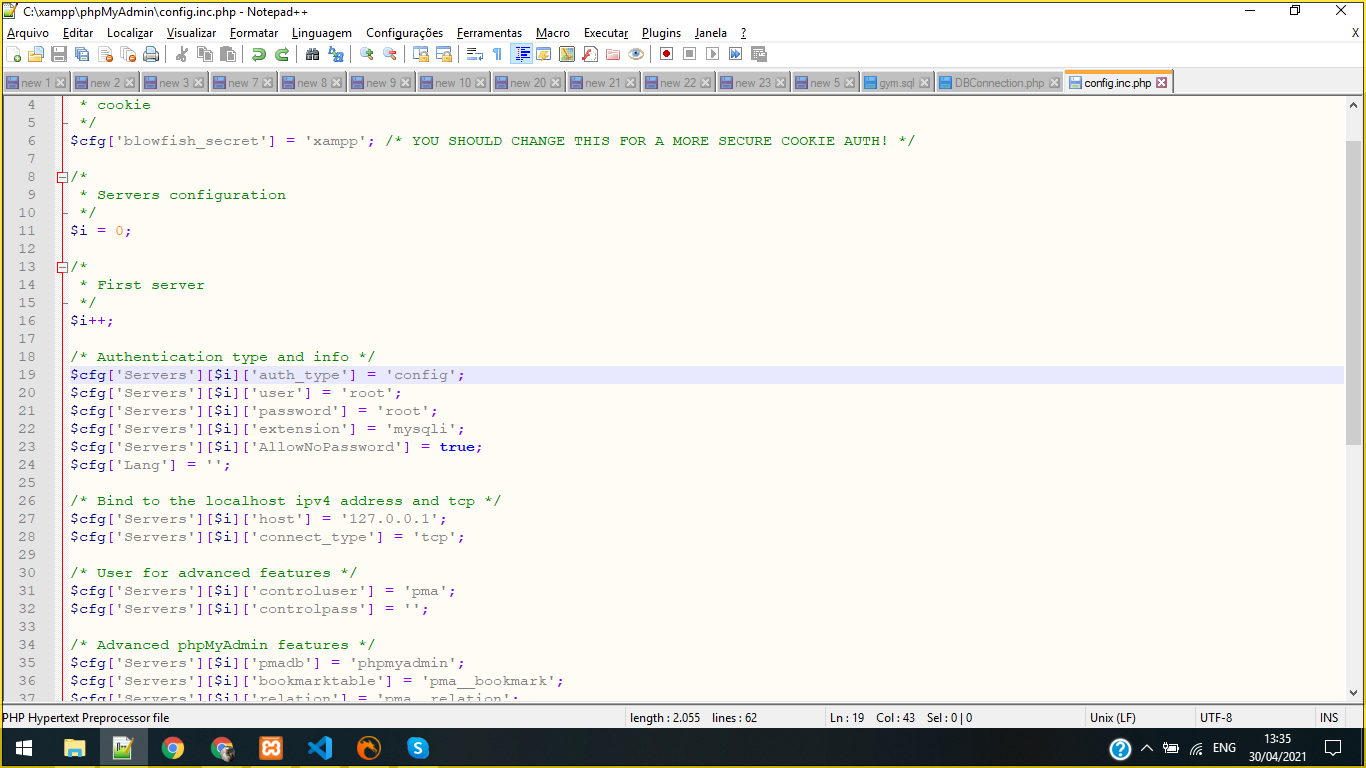 C:\xampp\phpMyAdmin\config.inc.php - Notepad++
Arquivo Editar Localizar Visualizar Formatar Linguagem Configurações Ferramentas Macro Executar Plugins Janela ? X
new 1 new 2 new 3 new 7 new 8 new 9 new 10 new 20 new 21 new 22 new 23 new 5 gym.sql DBConnection.php config.inc.php
4 * cookie
5 */
6 $cfg['blowfish_secret'] = 'xampp'; /* YOU SHOULD CHANGE THIS FOR A MORE SECURE COOKIE AUTH! */
7
8 /*
9 * Servers configuration
10 */
11 $i = 0;
12
13 /*
14 * First server
15 */
16 $i++;
17
18 /* Authentication type and info */
19 $cfg['Servers'][$i]['auth_type'] = 'config';
20 $cfg['Servers'][$i]['user'] = 'root';
21 $cfg['Servers'][$i]['password'] = 'root';
22 $cfg['Servers'][$i]['extension'] = 'mysqli';
23 $cfg['Servers'][$i]['AllowNoPassword'] = true;
24 $cfg['Lang'] = '';
25
26 /* Bind to the localhost ipv4 address and tcp */
27 $cfg['Servers'][$i]['host'] = '127.0.0.1';
28 $cfg['Servers'][$i]['connect_type'] = 'tcp';
29
30 /* User for advanced features */
31 $cfg['Servers'][$i]['controluser'] = 'pma';
32 $cfg['Servers'][$i]['controlpass'] = '';
33
34 /* Advanced phpMyAdmin features */
35 $cfg['Servers'][$i]['pmadb'] = 'phpmyadmin';
36 $cfg['Servers'][$i]['bookmarktable'] = 'pma__bookmark';
37 $cfg['Servers'][$i]['relation'] = 'pma__relation';
PHP Hypertext Preprocessor file length : 2.055 lines : 62 Ln : 19 Col : 43 Sel : 0 | 0 Unix (LF) UTF-8 INS
ENG 13:35
30/04/2021